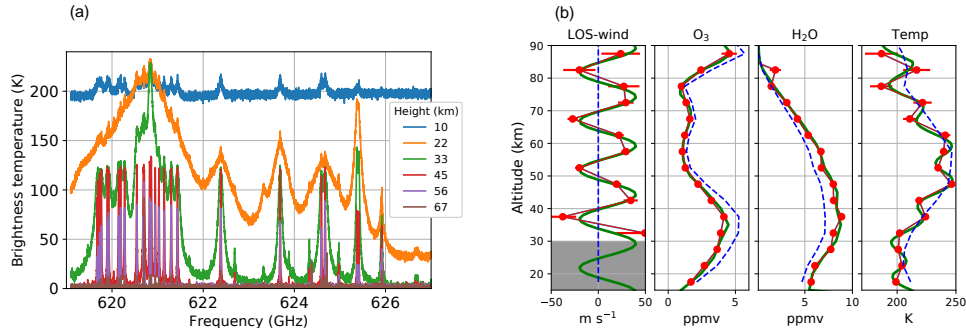 (a)
Brightness temperature (K)
200
150
100
50
0
620
622
624
626
Frequency (GHz)
Height (km)
10
22
33
45
56
67
(b)
LOS-wind
O3
H2O
Temp
Altitude (km)
90
80
70
60
50
40
30
20
−50
0
50
0
5
0
10
200
250
m s−1
ppmv
ppmv
K